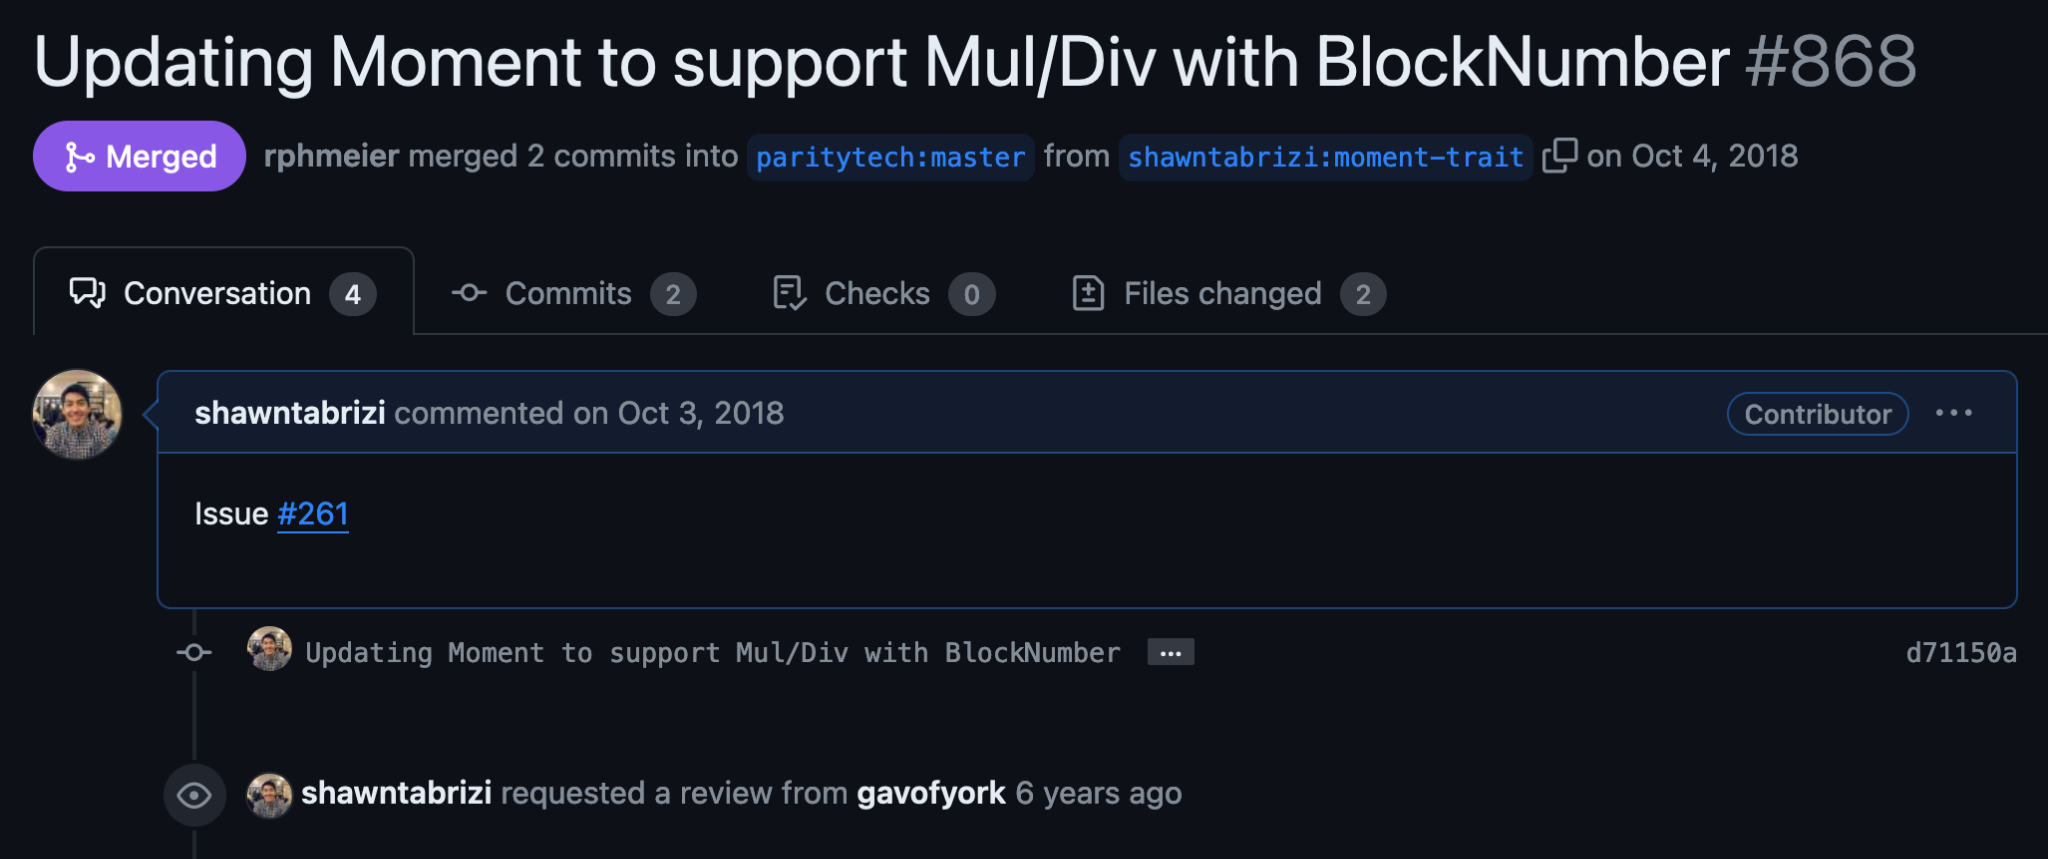 Updating Moment to support Mul/Div with BlockNumber #868
Merged rphmeier merged 2 commits into paritytech:master from shawntabrizi:moment-trait on Oct 4, 2018
Conversation 4 Commits 2 Checks 0 Files changed 2
shawntabrizi commented on Oct 3, 2018 Contributor ...
Issue #261
Updating Moment to support Mul/Div with BlockNumber ... d71150a
shawntabrizi requested a review from gavofyork 6 years ago